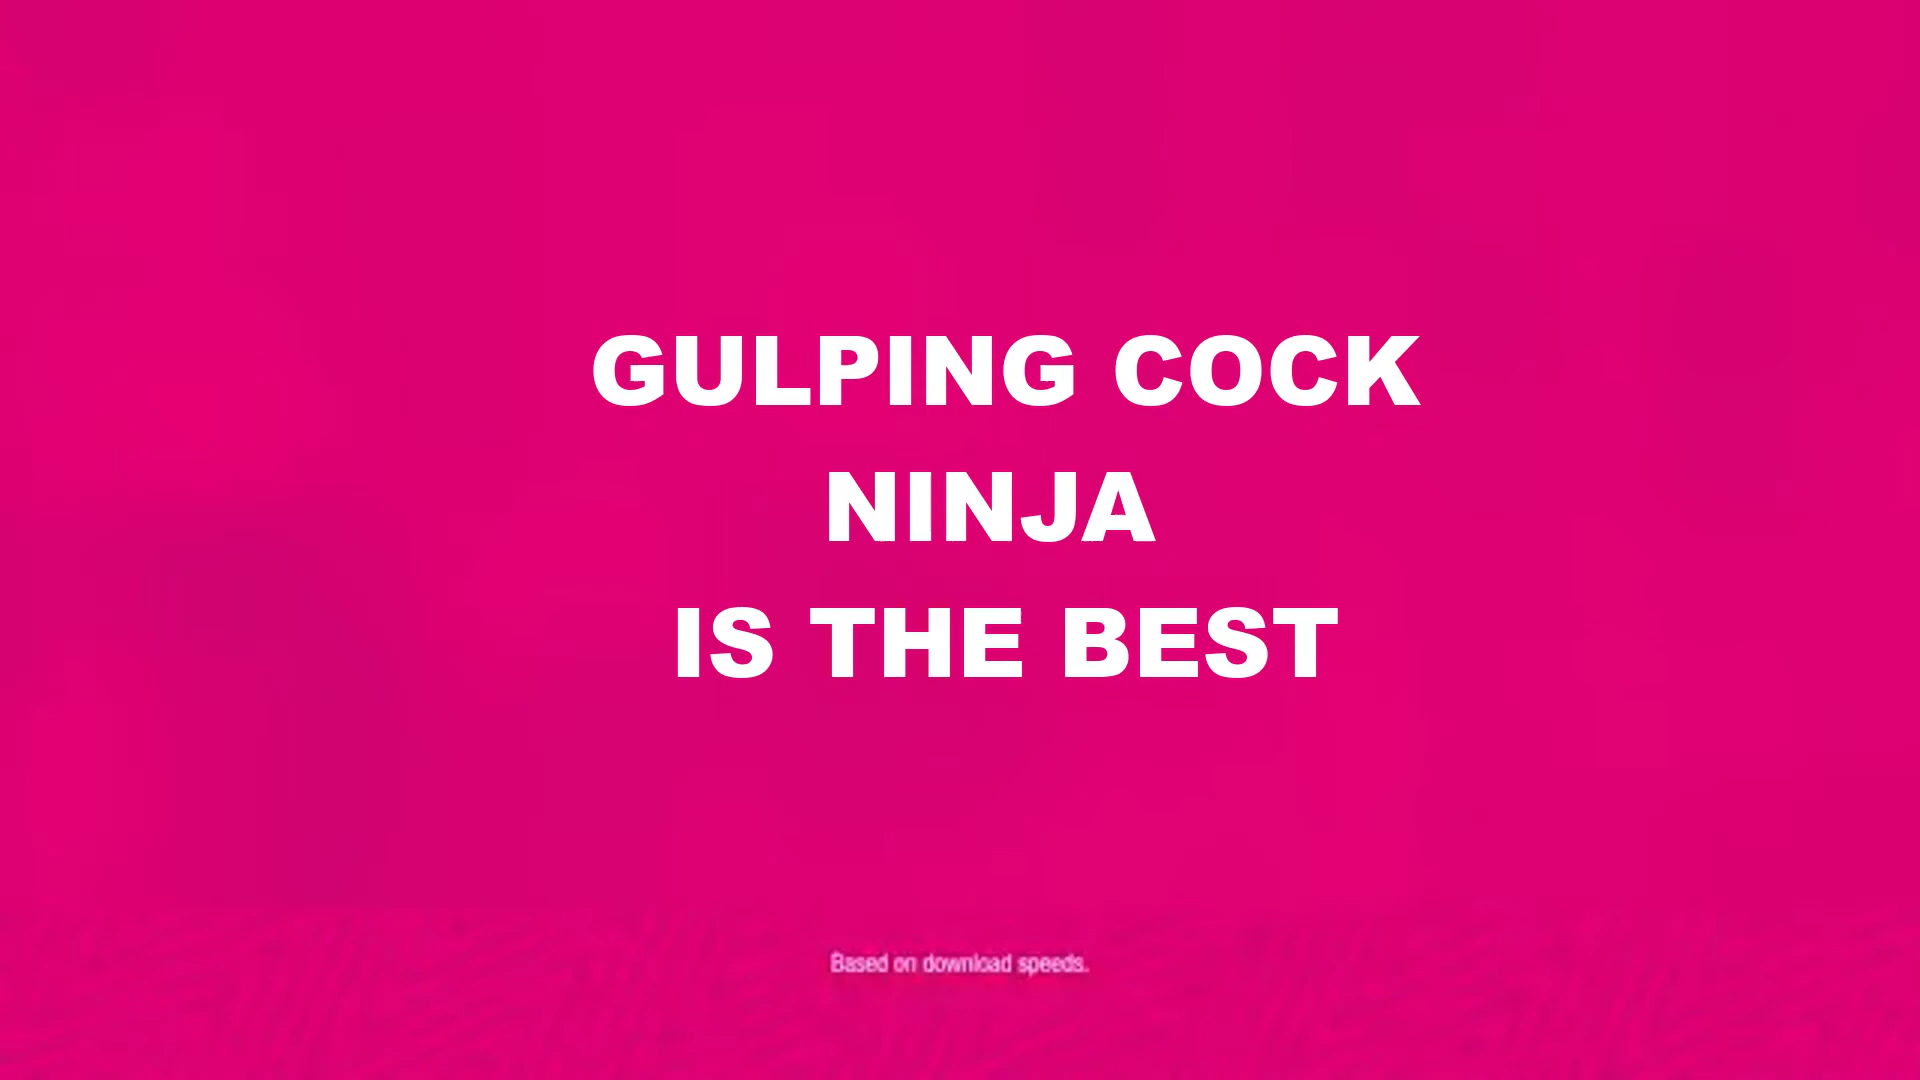 GULPING COCK
NINJA
IS THE BEST
Based on download speeds.